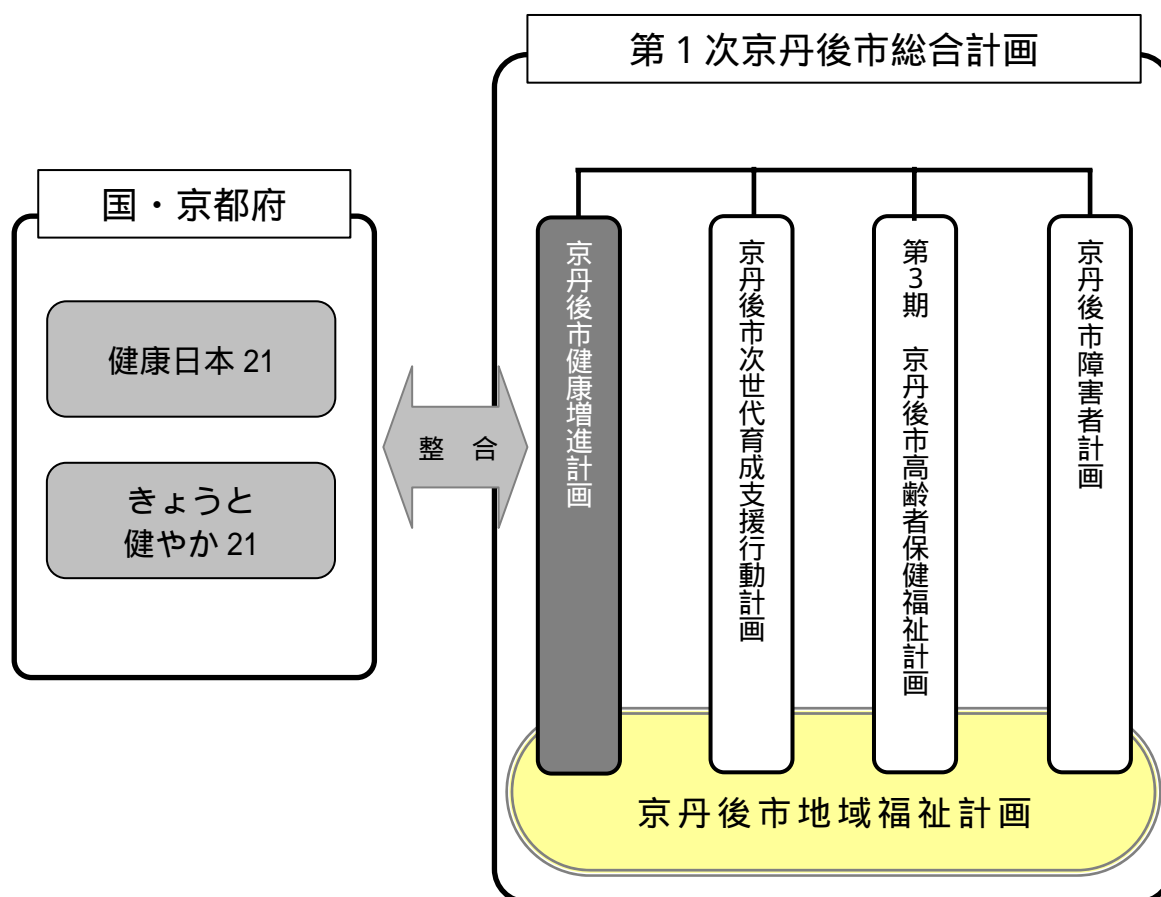 第1次京丹後市総合計画
国・京都府
健康日本 21
きょうと
健やか 21
整 合
京丹後市健康増進計画
京丹後市次世代育成支援行動計画
第3期 京丹後市高齢者保健福祉計画
京丹後市障害者計画
京丹後市地域福祉計画